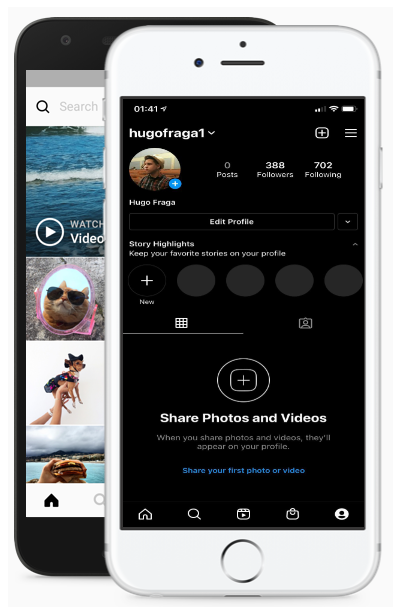 Search
WATCH
Video
01:41
hugofraga1
0 388 702
Posts Followers Following
Hugo Fraga
Edit Profile
Story Highlights
Keep your favorite stories on your profile
New
Share Photos and Videos
When you share photos and videos, they'll
appear on your profile.
Share your first photo or video